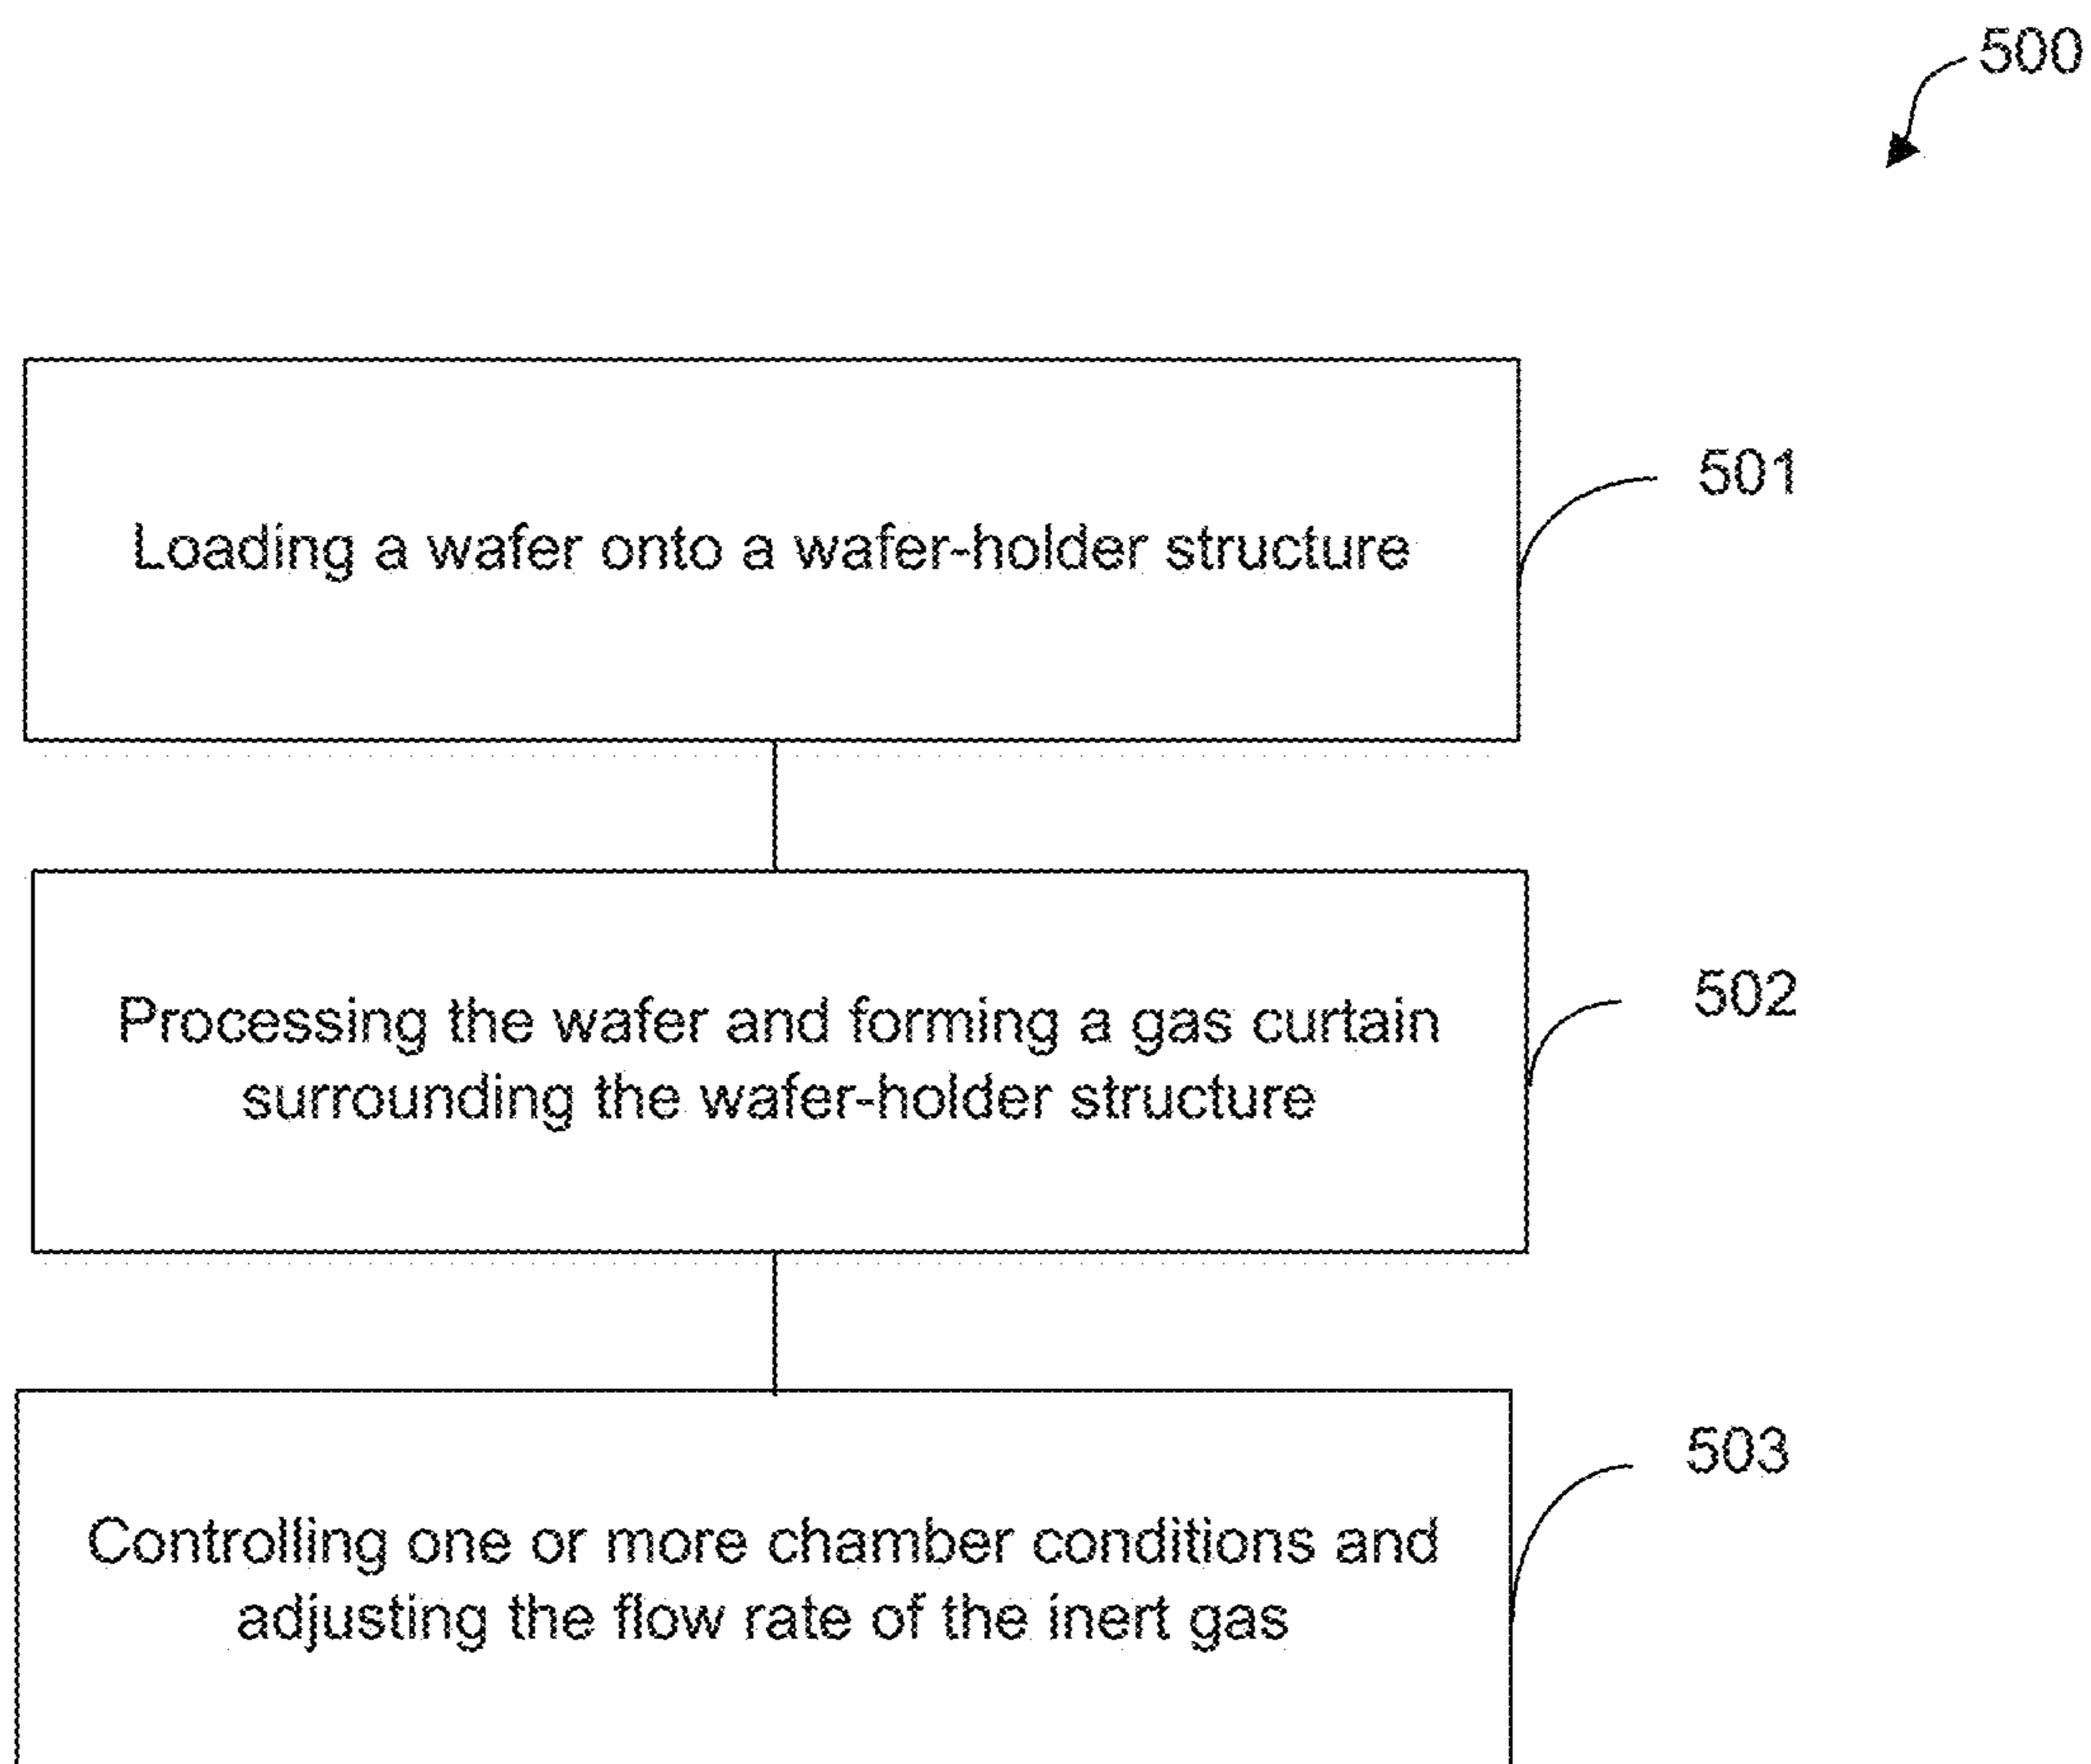 500
501
Loading a wafer onto a wafer-holder structure
502
Processing the wafer and forming a gas curtain
surrounding the wafer-holder structure
503
Controlling one or more chamber conditions and
adjusting the flow rate of the inert gas